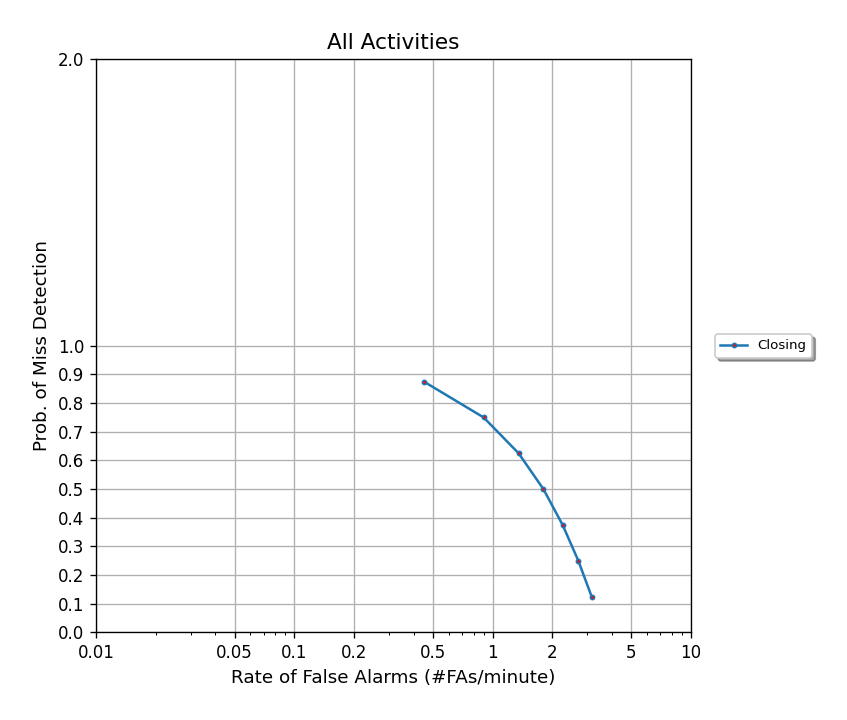 All Activities
2.0
1.0
0.9
0.8
0.7
0.6
0.5
0.4
0.3
0.2
0.1
0.0
Prob. of Miss Detection
0.01 0.05 0.1 0.2 0.5 1 2 5 10
Rate of False Alarms (#FAs/minute)
Closing